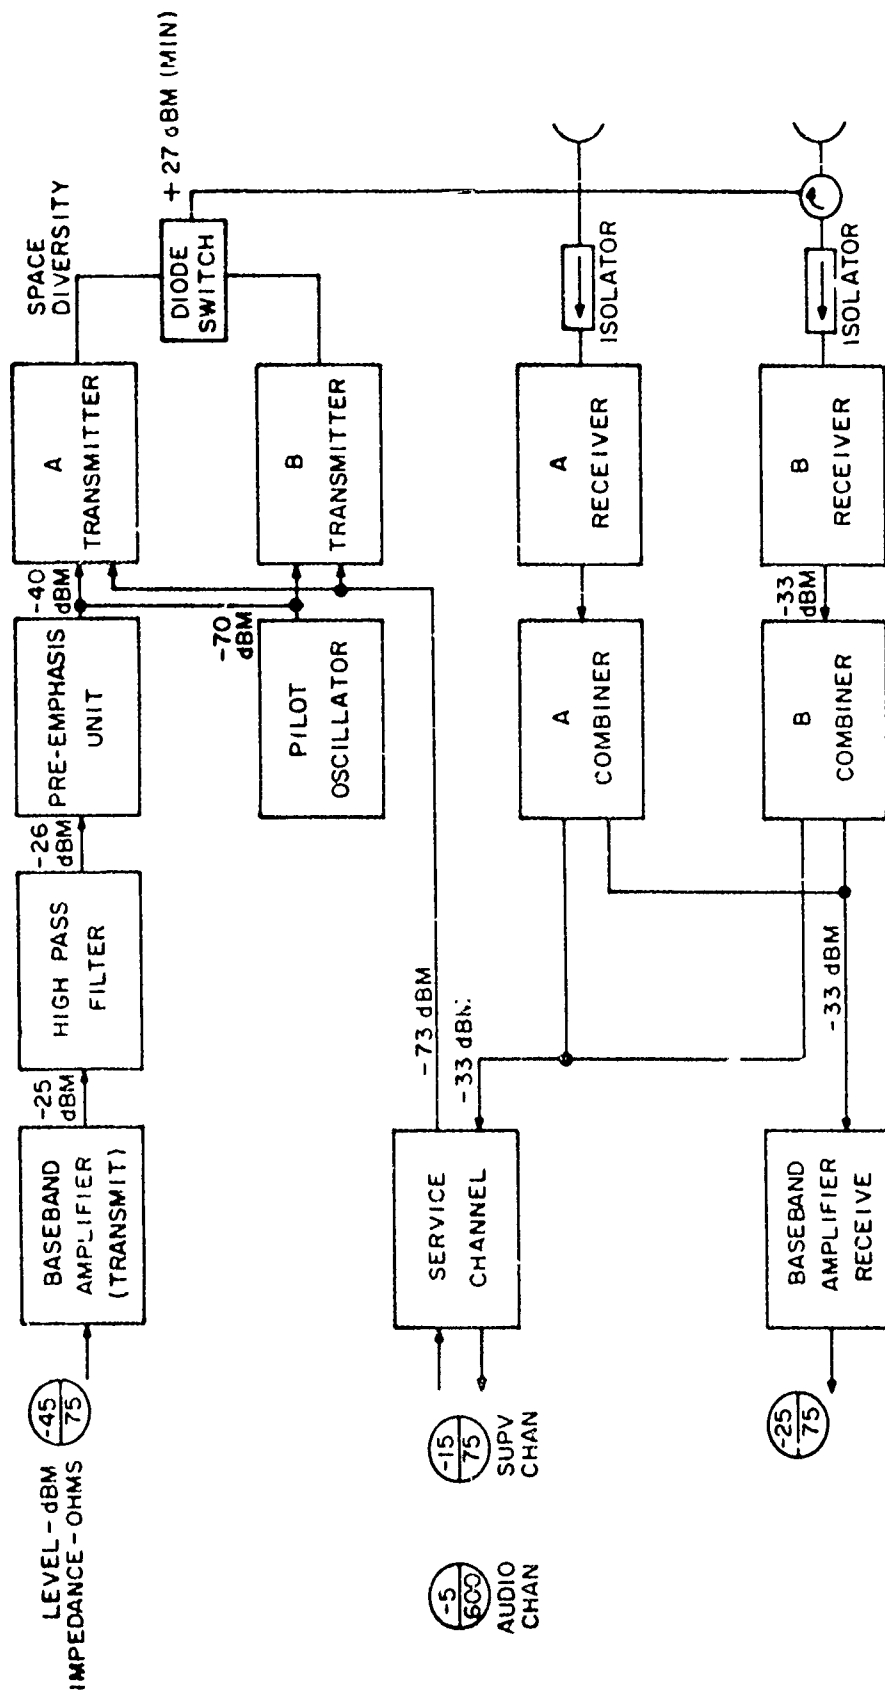 LEVEL - dBM
IMPEDANCE - OHMS
-45
75
BASEBAND
AMPLIFIER
(TRANSMIT)
-25
dBM
HIGH PASS
FILTER
-26
dBM
PRE-EMPHASIS
UNIT
-40
dBM
A
TRANSMITTER
SPACE
DIVERSITY
DIODE
SWITCH
+27 dBM (MIN)
PILOT
OSCILLATOR
-70
dBM
B
TRANSMITTER
-5
600
AUDIO
CHAN
-15
75
SUPV
CHAN
SERVICE
CHANNEL
-73 dBM
-33 dBM
A
COMBINER
A
RECEIVER
ISOLATOR
-25
75
BASEBAND
AMPLIFIER
RECEIVE
-33 dBM
B
COMBINER
-33
dBM
B
RECEIVER
ISOLATOR